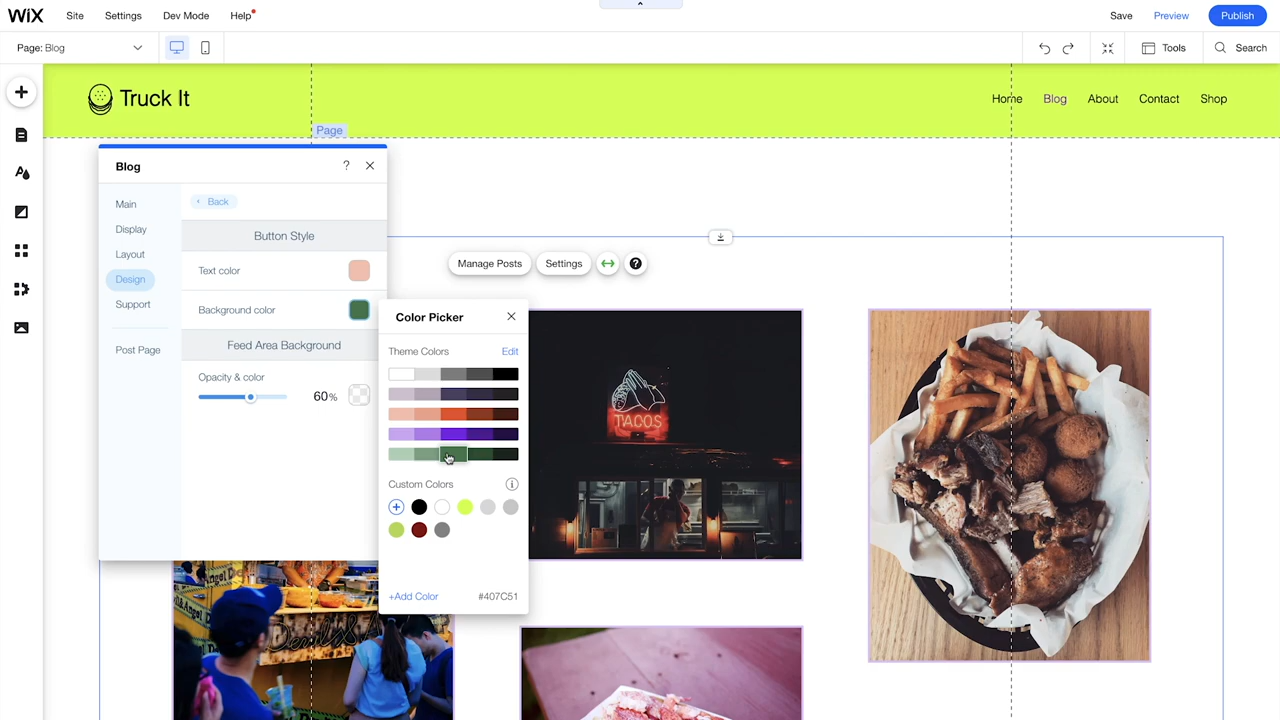 WiX Site Settings Dev Mode Help Save Preview Publish
Page: Blog Tools Search
Truck It Home Blog About Contact Shop
Page
Blog ?
Main
Display
Layout
Design
Support
Post Page
Back
Button Style
Text color
Background color
Feed Area Background
Opacity & color
60%
Manage Posts Settings ?
Color Picker
Theme Colors Edit
Custom Colors i
+Add Color #407C51
TACOS